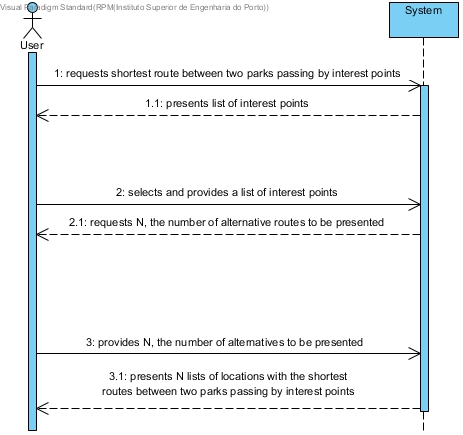 Visual Paradigm Standard(RPM(Instituto Superior de Engenharia do Porto))
System
User
1: requests shortest route between two parks passing by interest points
1.1: presents list of interest points
2: selects and provides a list of interest points
2.1: requests N, the number of alternative routes to be presented
3: provides N, the number of alternatives to be presented
3.1: presents N lists of locations with the shortest
routes between two parks passing by interest points